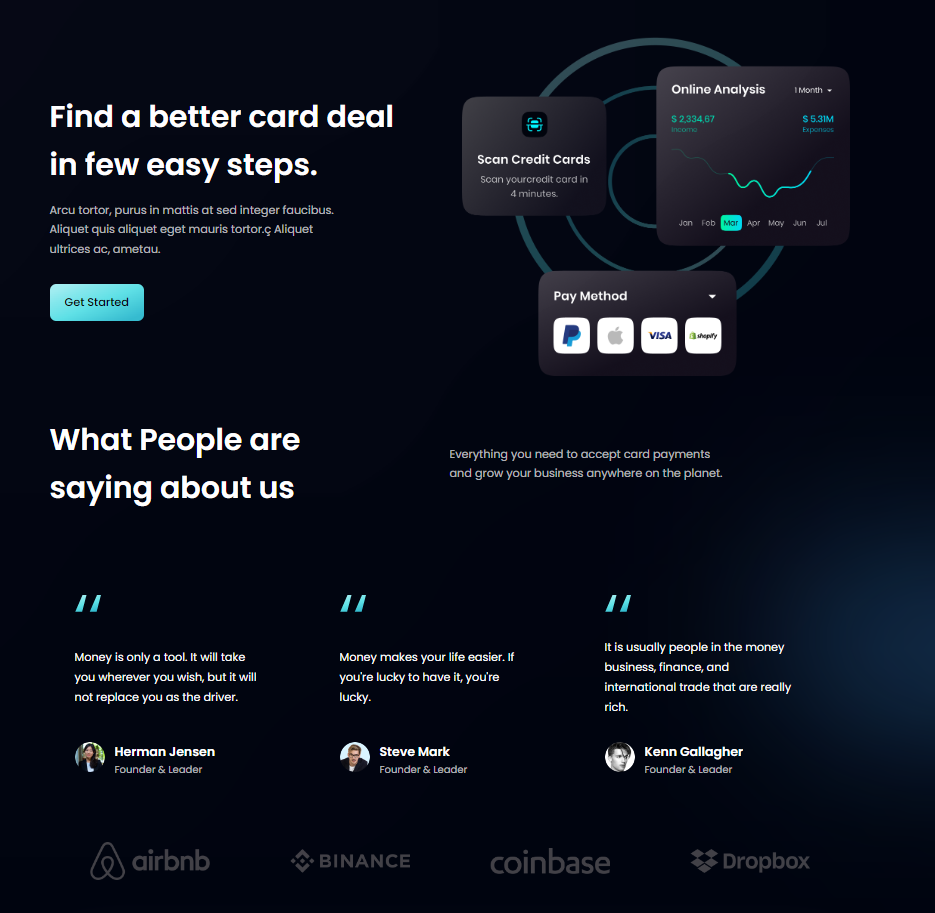 Find a better card deal
in few easy steps.
Arcu tortor, purus in mattis at sed integer faucibus.
Aliquet quis aliquet eget mauris tortor.ç Aliquet
ultrices ac, ametau.
Get Started
Scan Credit Cards
Scan yourcredit card in
4 minutes.
Online Analysis
1 Month
$ 2,334,67
$ 5.31M
Income
Expenses
Jan Feb Mar Apr May Jun Jul
Pay Method
VISA
shopify
What People are
saying about us
Everything you need to accept card payments
and grow your business anywhere on the planet.
Money is only a tool. It will take
you wherever you wish, but it will
not replace you as the driver.
Herman Jensen
Founder & Leader
Money makes your life easier. If
you're lucky to have it, you're
lucky.
Steve Mark
Founder & Leader
It is usually people in the money
business, finance, and
international trade that are really
rich.
Kenn Gallagher
Founder & Leader
airbnb
BINANCE
coinbase
Dropbox